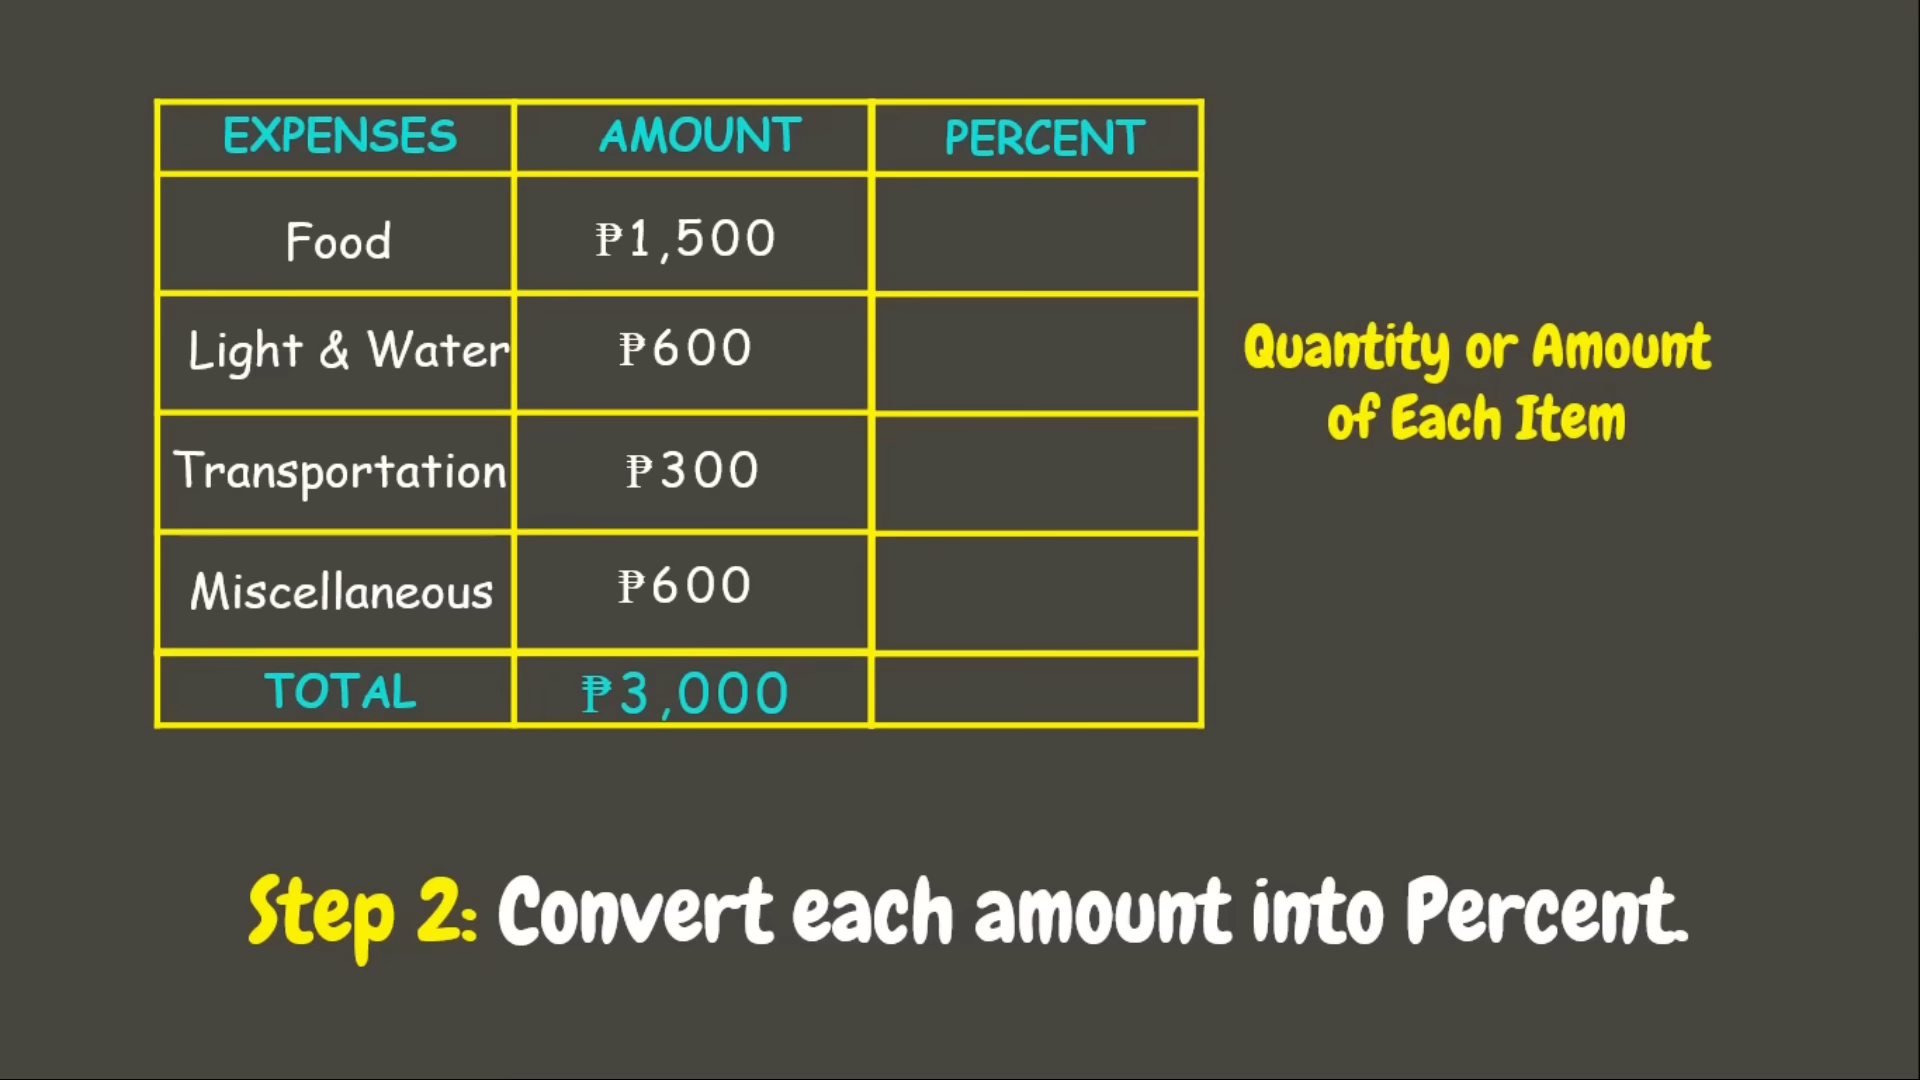 EXPENSES AMOUNT PERCENT
Food ₱1,500
Light & Water ₱600
Transportation ₱300
Miscellaneous ₱600
TOTAL ₱3,000
Quantity or Amount
of Each Item
Step 2: Convert each amount into Percent.